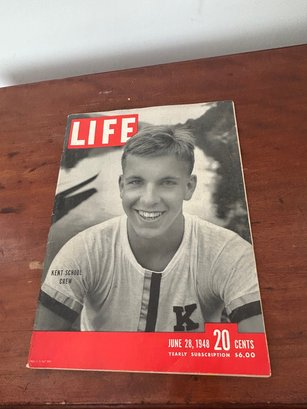 LIFE
KENT SCHOOL
CREW
K
JUNE 28, 1948 20 CENTS
YEARLY SUBSCRIPTION $6.00